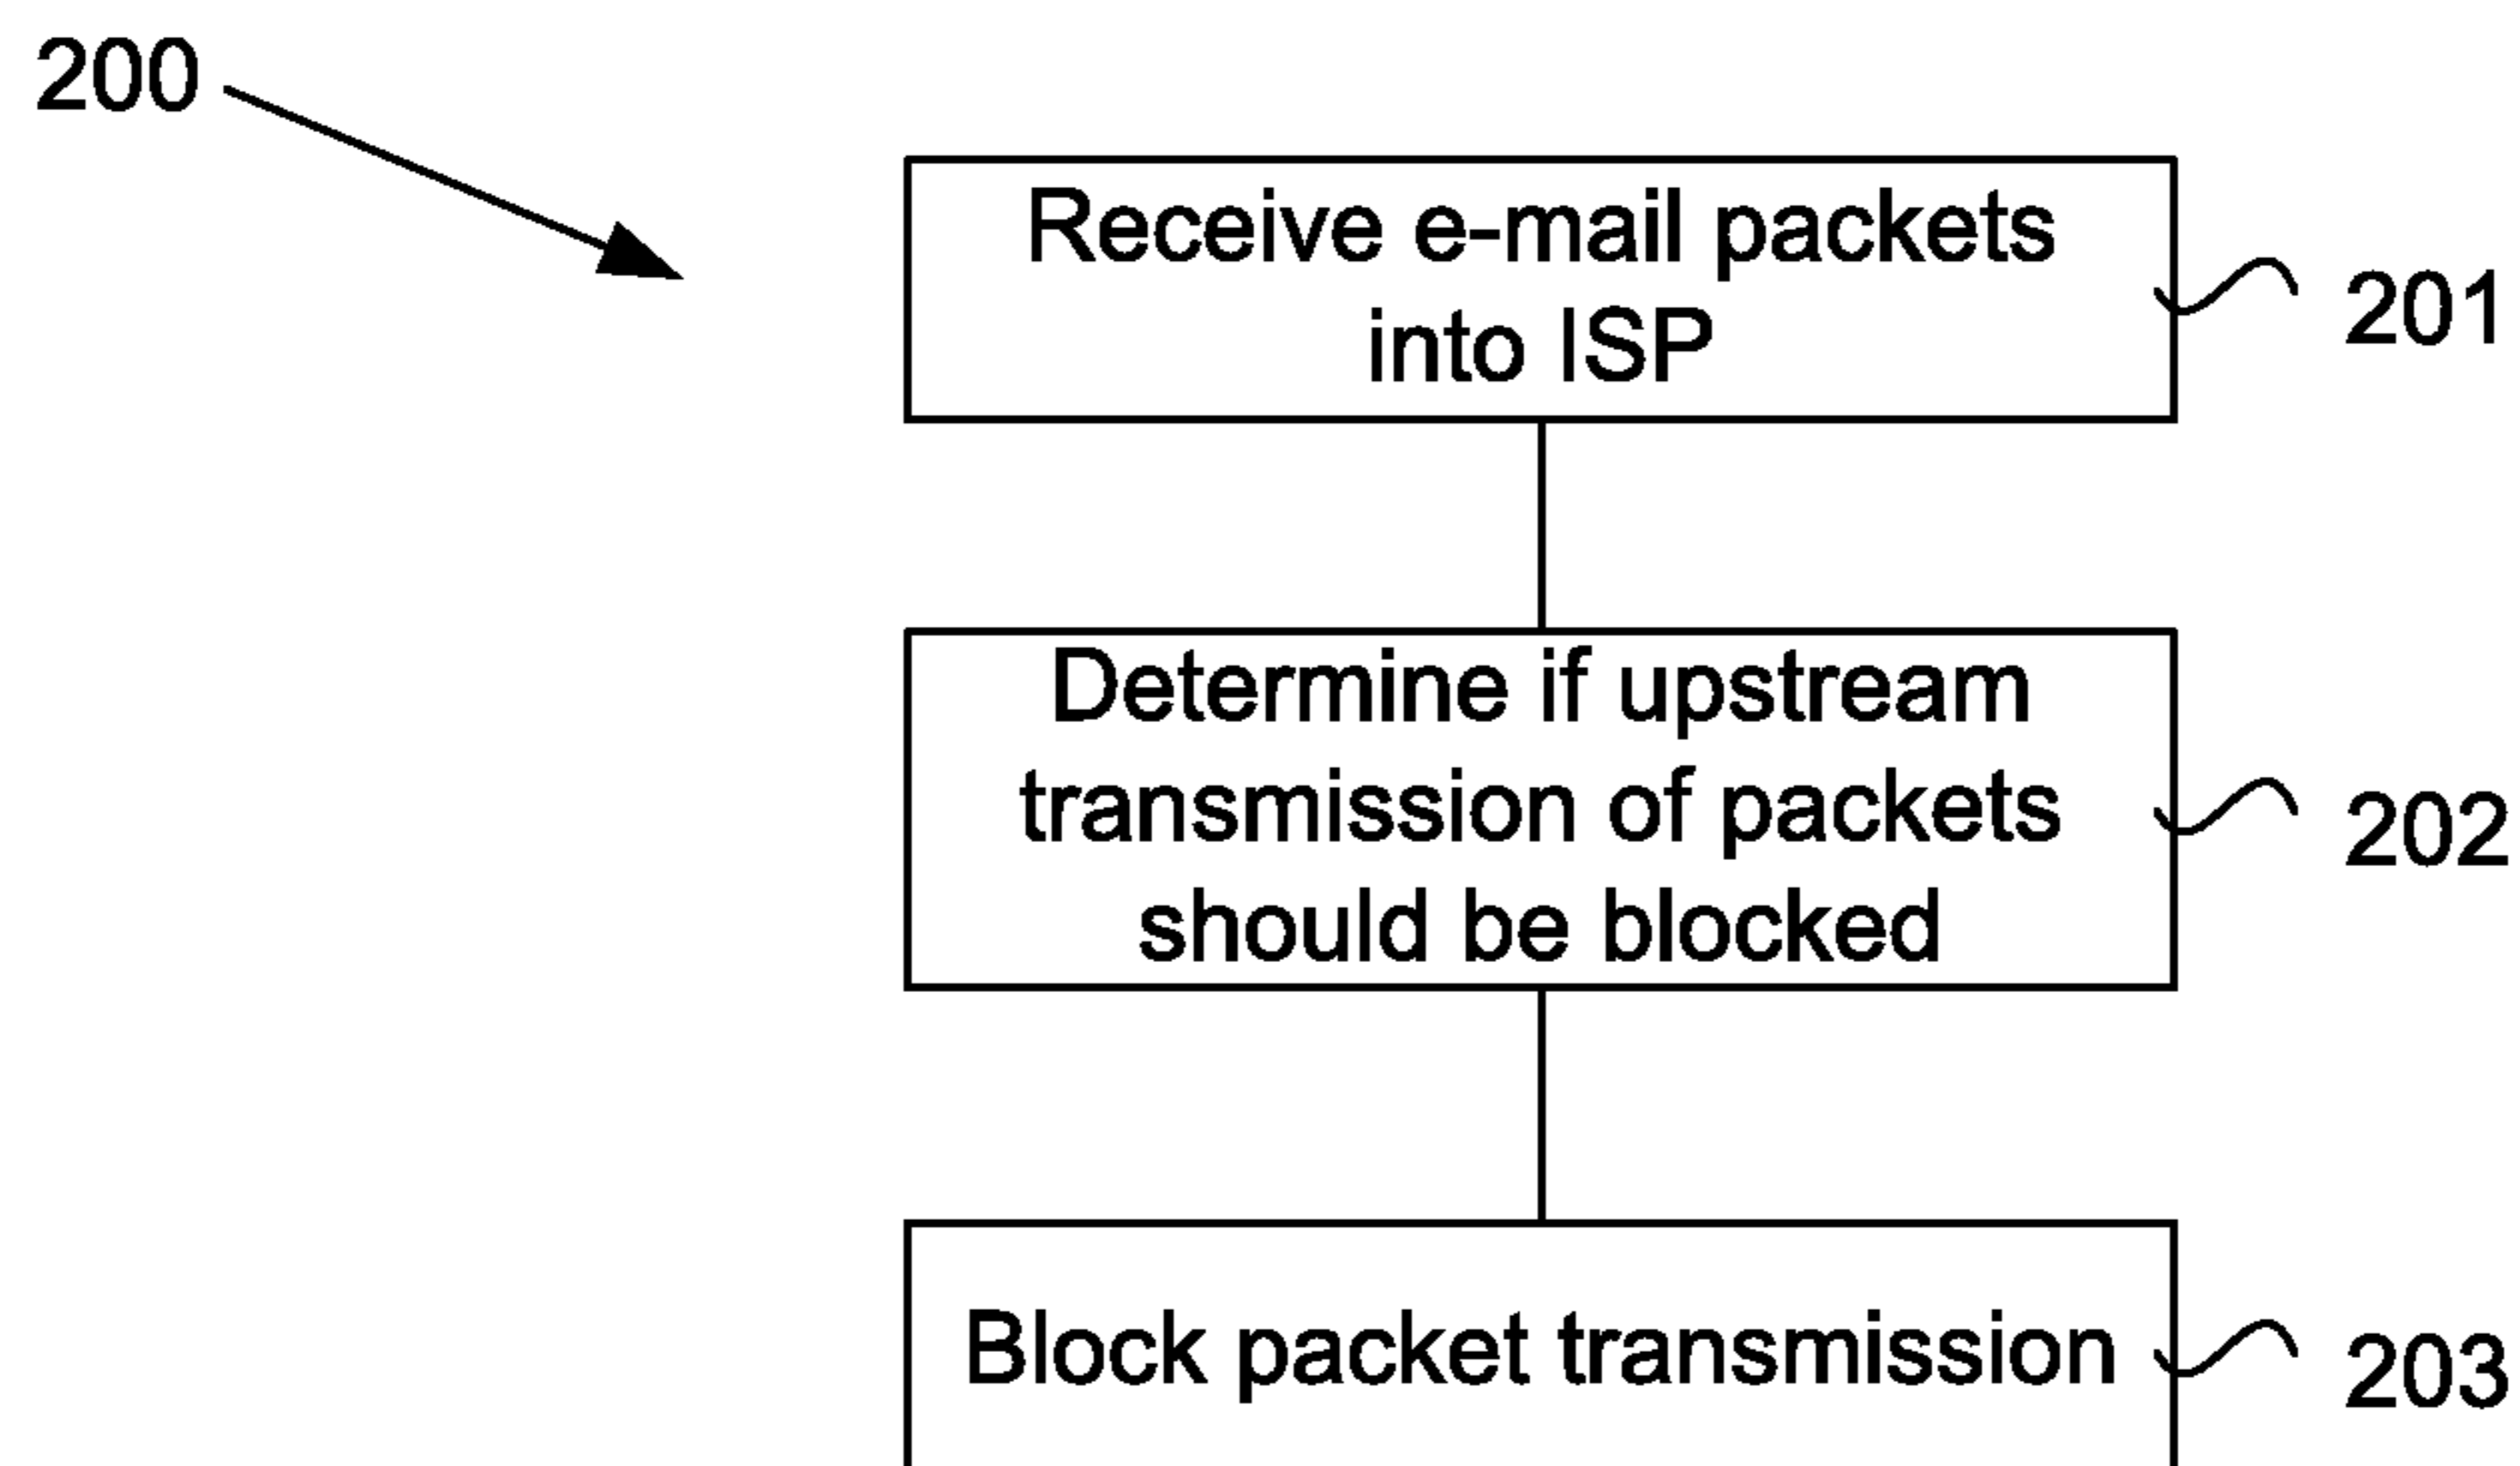 200
Receive e-mail packets
into ISP
201
Determine if upstream
transmission of packets
should be blocked
202
Block packet transmission
203